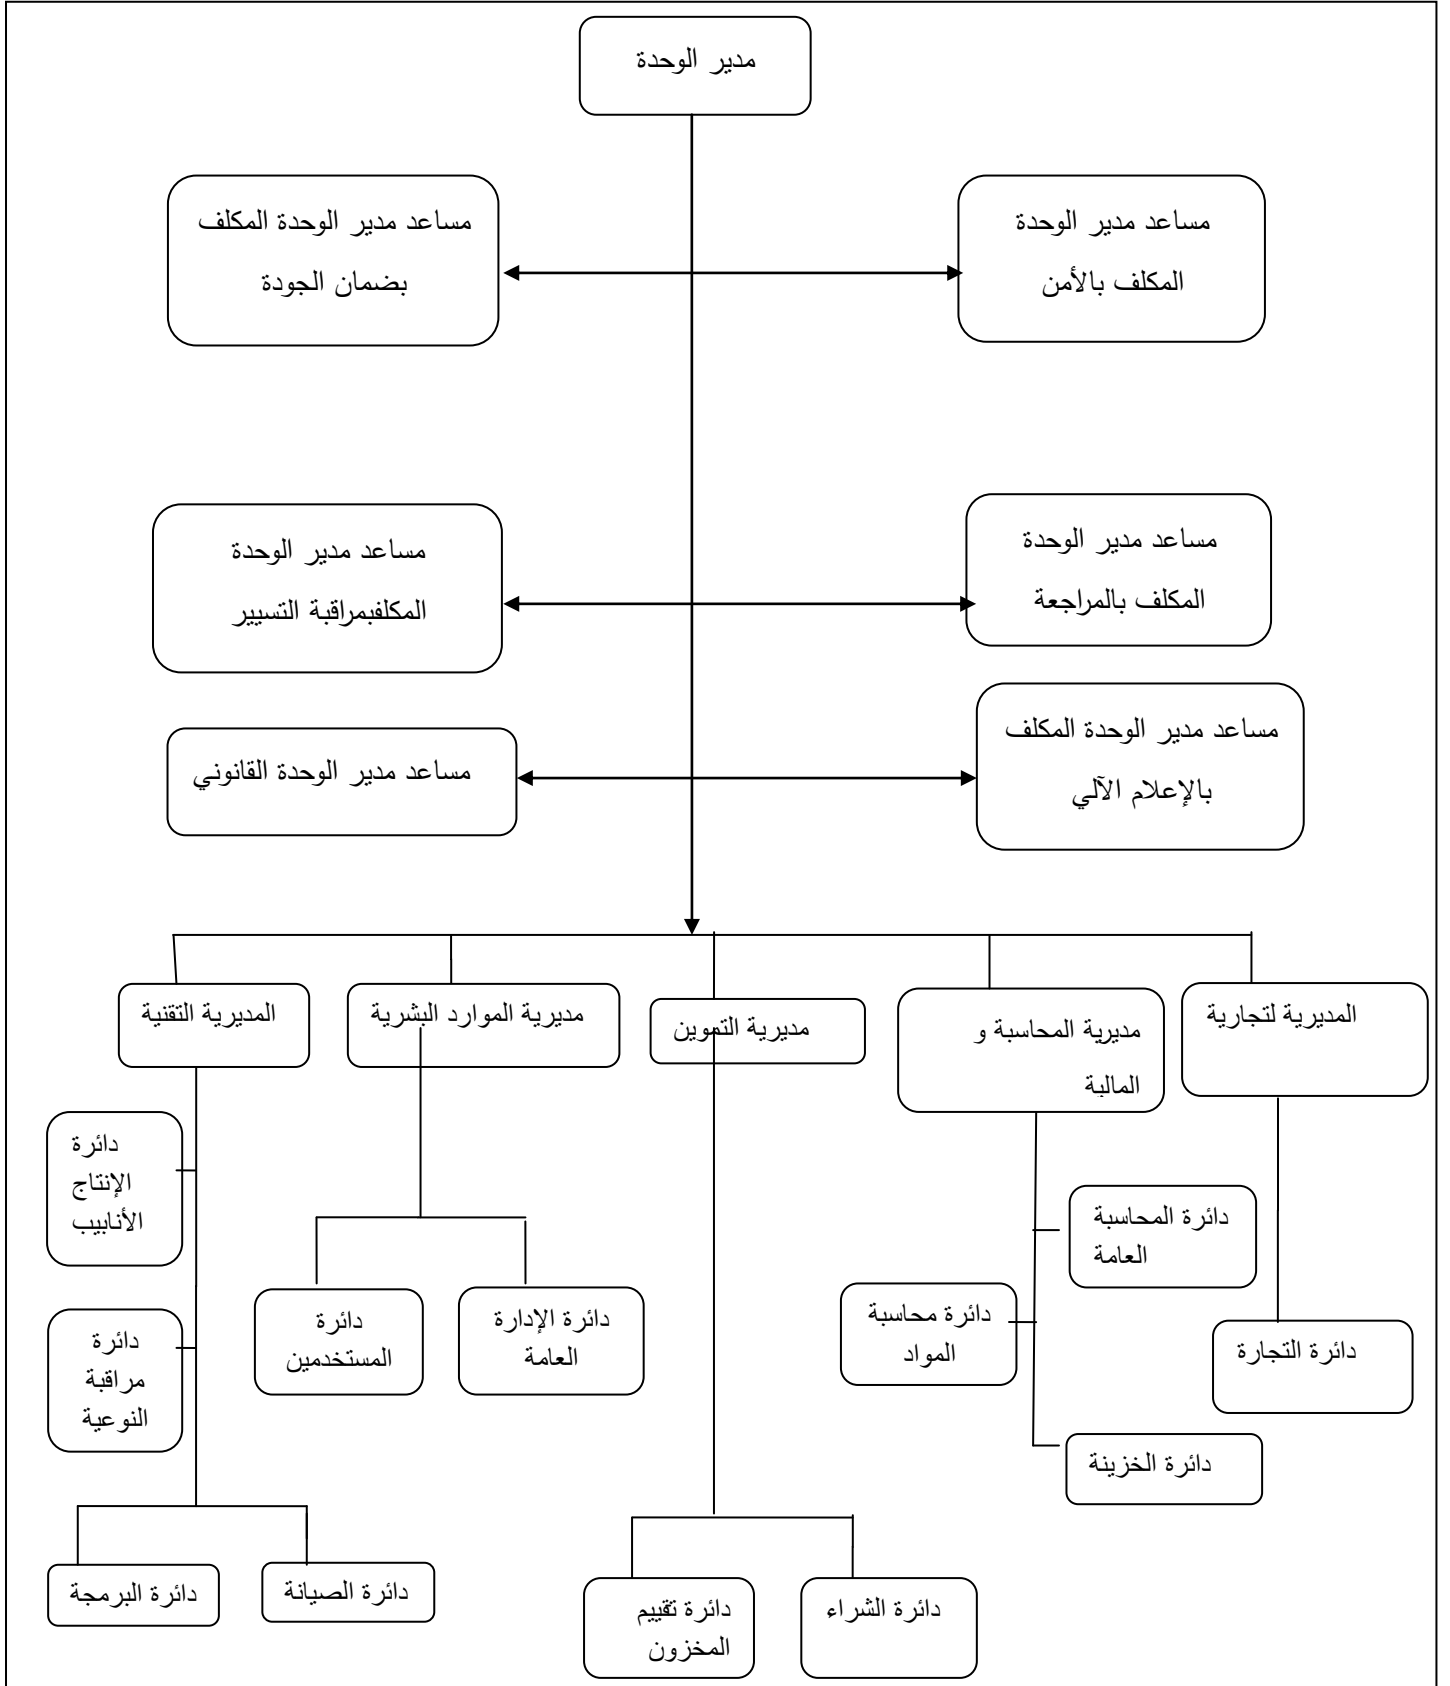 مدير الوحدة
مساعد مدير الوحدة
المكلف بالأمن
مساعد مدير الوحدة المكلف
بضمان الجودة
مساعد مدير الوحدة
المكلف بالمراجعة
مساعد مدير الوحدة
المكلفبمراقبة التسيير
مساعد مدير الوحدة المكلف
بالإعلام الآلي
مساعد مدير الوحدة القانوني
المديرية لتجارية
مديرية المحاسبة و
المالية
مديرية التموين
مديرية الموارد البشرية
المديرية التقنية
دائرة
الإنتاج
الأنابيب
دائرة المحاسبة
العامة
دائرة محاسبة
المواد
دائرة التجارة
دائرة الإدارة
العامة
دائرة
المستخدمين
دائرة
مراقبة
النوعية
دائرة الخزينة
دائرة الصيانة
دائرة البرمجة
دائرة الشراء
دائرة تقييم
المخزون